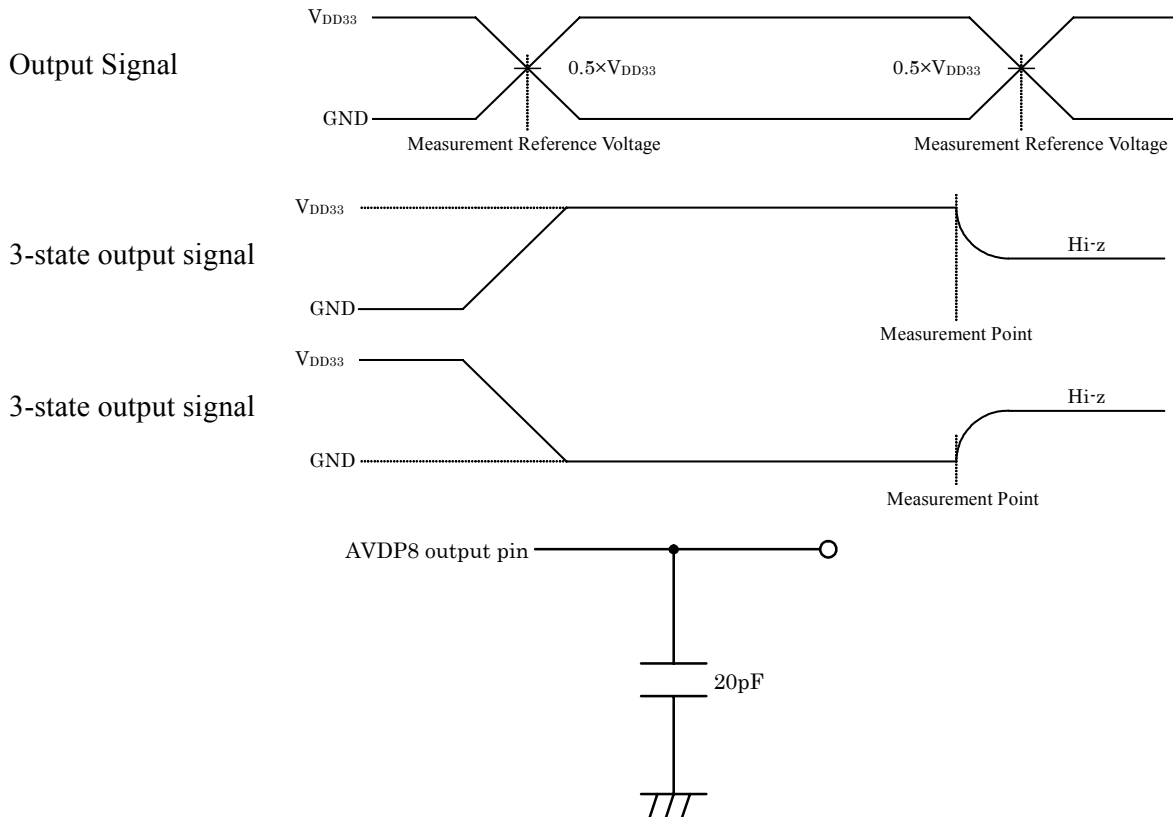 VDD33
Output Signal
0.5×VDD33
0.5×VDD33
GND
Measurement Reference Voltage
Measurement Reference Voltage
VDD33
3-state output signal
Hi-z
GND
Measurement Point
VDD33
3-state output signal
Hi-z
GND
Measurement Point
AVDP8 output pin
20pF